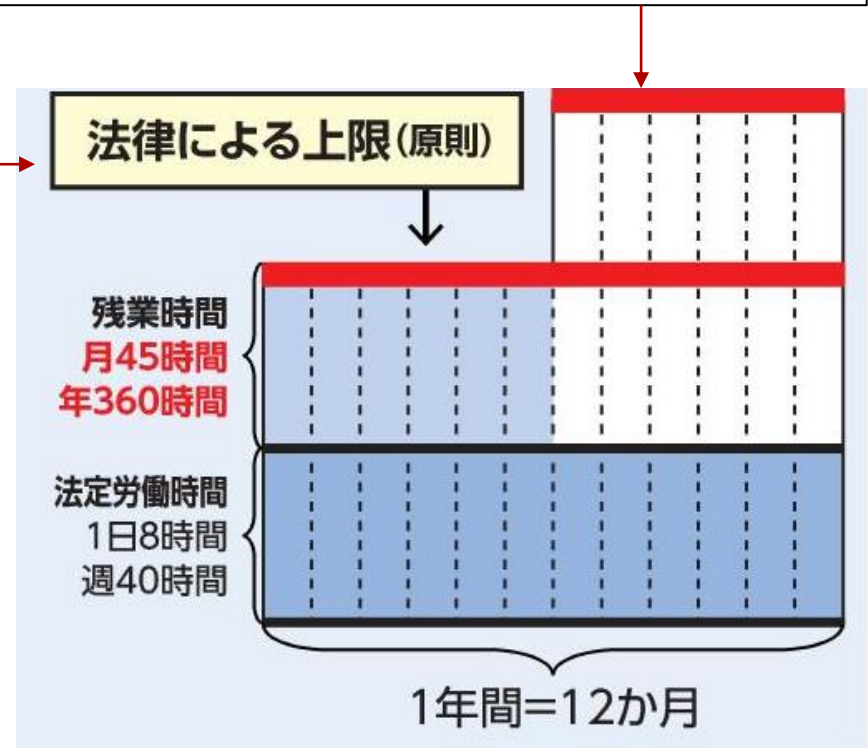 法律による上限(原則)
残業時間
月45時間
年360時間
法定労働時間
1日8時間
週40時間
1年間=12か月